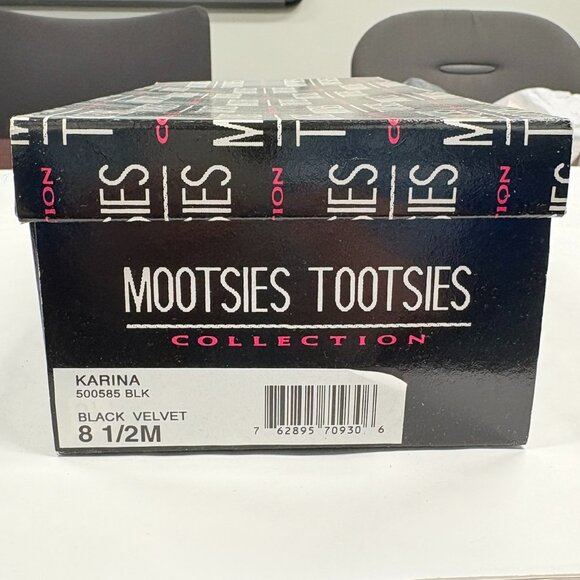 MOOTSIES TOOTSIES
COLLECTION
KARINA
500585 BLK
BLACK VELVET
8 1/2M
7 62895 70930 6